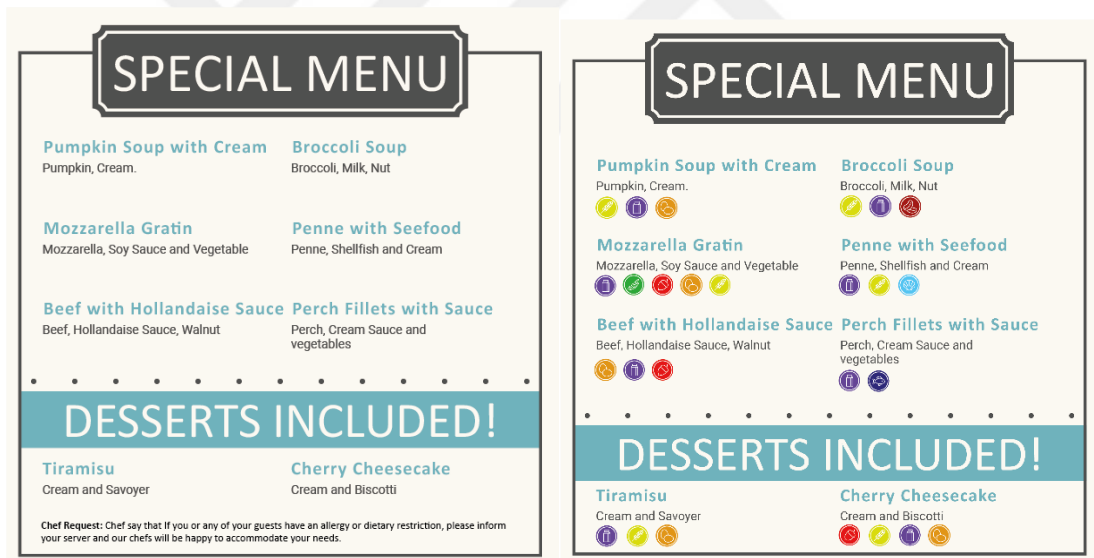 SPECIAL MENU
Pumpkin Soup with Cream
Pumpkin, Cream.
Broccoli Soup
Broccoli, Milk, Nut
Mozzarella Gratin
Mozzarella, Soy Sauce and Vegetable
Penne with Seefood
Penne, Shellfish and Cream
Beef with Hollandaise Sauce
Beef, Hollandaise Sauce, Walnut
Perch Fillets with Sauce
Perch, Cream Sauce and
vegetables
DESSERTS INCLUDED!
Tiramisu
Cream and Savoyer
Cherry Cheesecake
Cream and Biscotti
Chef Request: Chef say that If you or any of your guests have an allergy or dietary restriction, please inform
your server and our chefs will be happy to accommodate your needs.
SPECIAL MENU
Pumpkin Soup with Cream
Pumpkin, Cream.
Broccoli Soup
Broccoli, Milk, Nut
Mozzarella Gratin
Mozzarella, Soy Sauce and Vegetable
Penne with Seefood
Penne, Shellfish and Cream
Beef with Hollandaise Sauce
Beef, Hollandaise Sauce, Walnut
Perch Fillets with Sauce
Perch, Cream Sauce and
vegetables
DESSERTS INCLUDED!
Tiramisu
Cream and Savoyer
Cherry Cheesecake
Cream and Biscotti